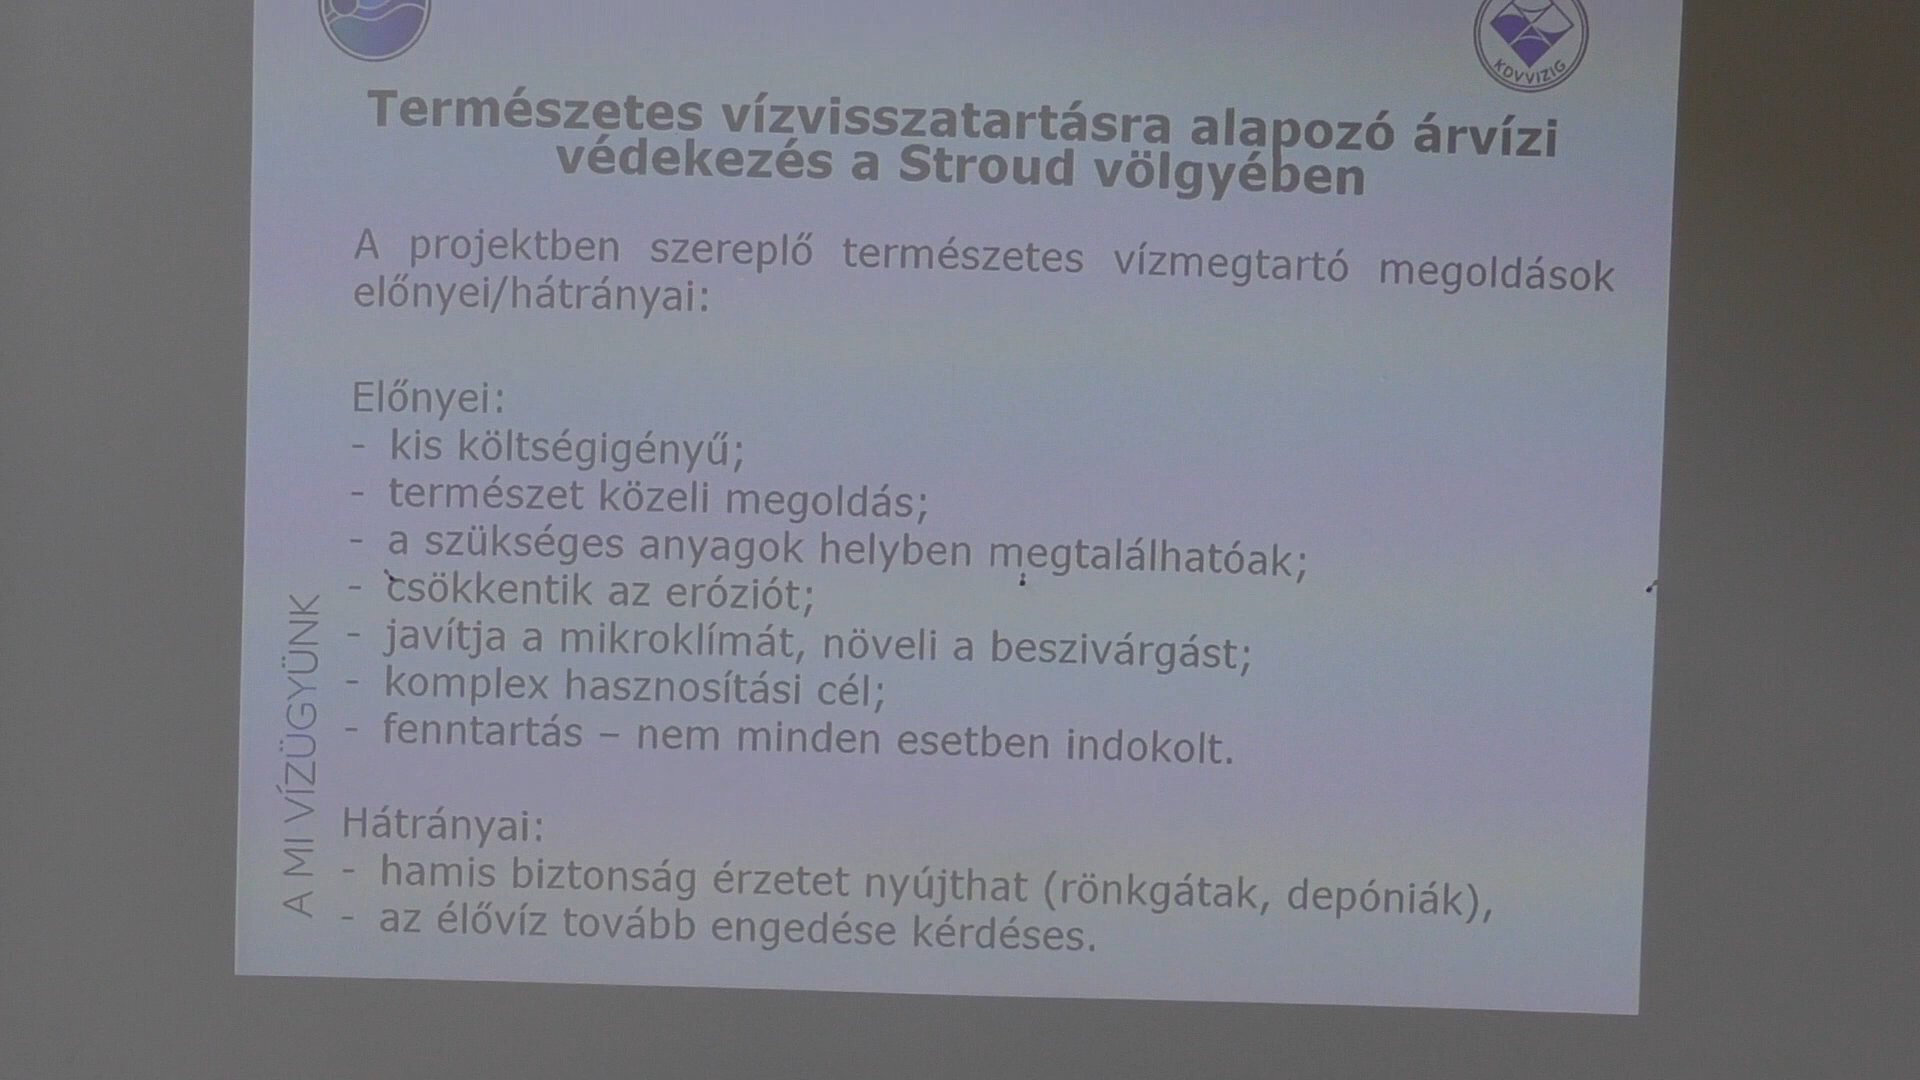 KDVVIZIG
Természetes vízvisszatartásra alapozó árvízi
védekezés a Stroud völgyében
A projektben szereplő természetes vízmegtartó megoldások
előnyei/hátrányai:
Előnyei:
- kis költségigényű;
- természet közeli megoldás;
- a szükséges anyagok helyben megtalálhatóak;
- csökkentik az eróziót;
- javítja a mikroklímát, növeli a beszivárgást;
- komplex hasznosítási cél;
- fenntartás – nem minden esetben indokolt.
Hátrányai:
- hamis biztonság érzetet nyújthat (rönkgátak, depóniák),
- az élővíz tovább engedése kérdéses.
A MI VÍZÜGYÜNK